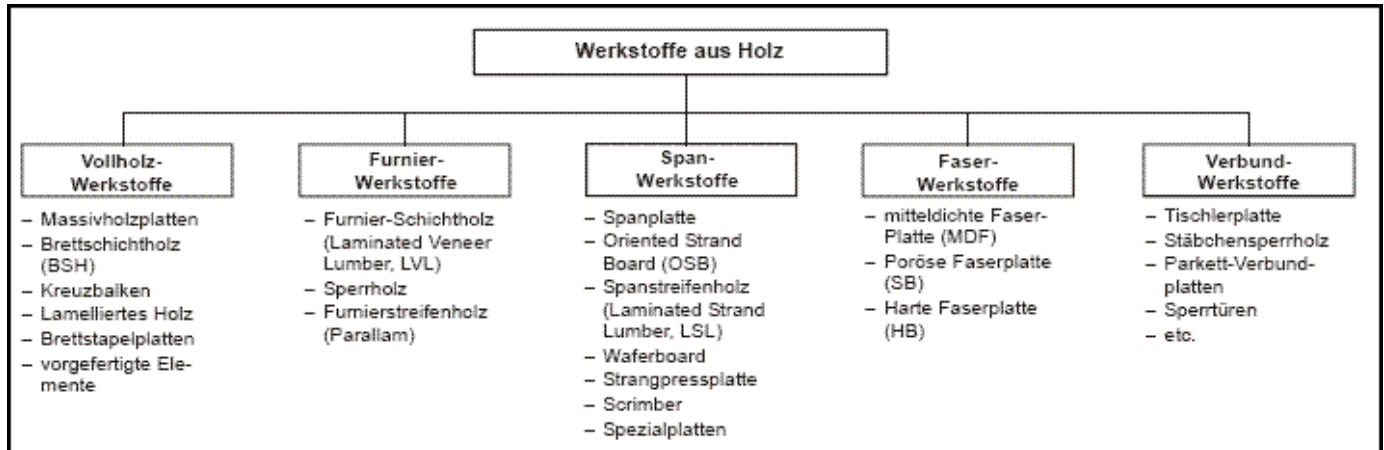 Werkstoffe aus Holz
Vollholz-
Werkstoffe
– Massivholzplatten
– Brettschichtholz
(BSH)
– Kreuzbalken
– Lamelliertes Holz
– Brettstapelplatten
– vorgefertigte Ele-
mente
Furnier-
Werkstoffe
– Furnier-Schichtholz
(Laminated Veneer
Lumber, LVL)
– Sperrholz
– Furnierstreifenholz
(Parallam)
Span-
Werkstoffe
– Spanplatte
– Oriented Strand
Board (OSB)
– Spanstreifenholz
(Laminated Strand
Lumber, LSL)
– Waferboard
– Strangpressplatte
– Scrimber
– Spezialplatten
Faser-
Werkstoffe
– mitteldichte Faser-
Platte (MDF)
– Poröse Faserplatte
(SB)
– Harte Faserplatte
(HB)
Verbund-
Werkstoffe
– Tischlerplatte
– Stäbchensperrholz
– Parkett-Verbund-
platten
– Sperrtüren
– etc.